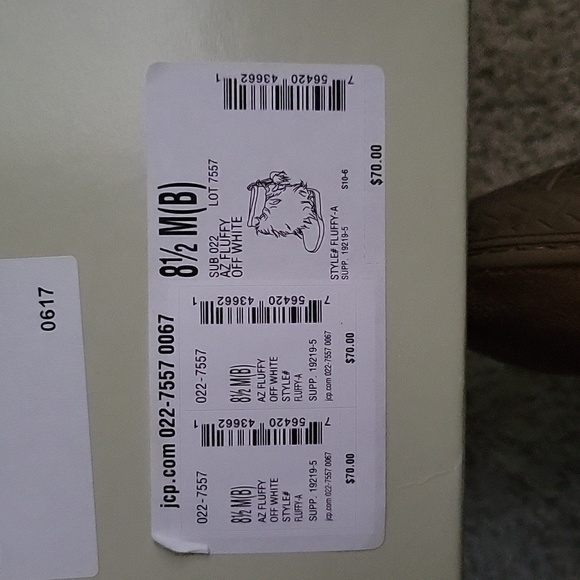 0617
jcp.com 022-7557 0067
8½ M(B)
SUB 022 LOT 7557
AZ FLUFFY
OFF WHITE
7 56420 43662 1
STYLE# FLUFFY-A S10-6
SUPP. 19219-5
$70.00
022-7557
7 56420 43662 1
8½ M(B)
AZ FLUFFY
OFF WHITE
STYLE#
FLUFFY-A
SUPP. 19219-5
jcp.com 022-7557 0067
$70.00
022-7557
7 56420 43662 1
8½ M(B)
AZ FLUFFY
OFF WHITE
STYLE#
FLUFFY-A
SUPP. 19219-5
jcp.com 022-7557 0067
$70.00